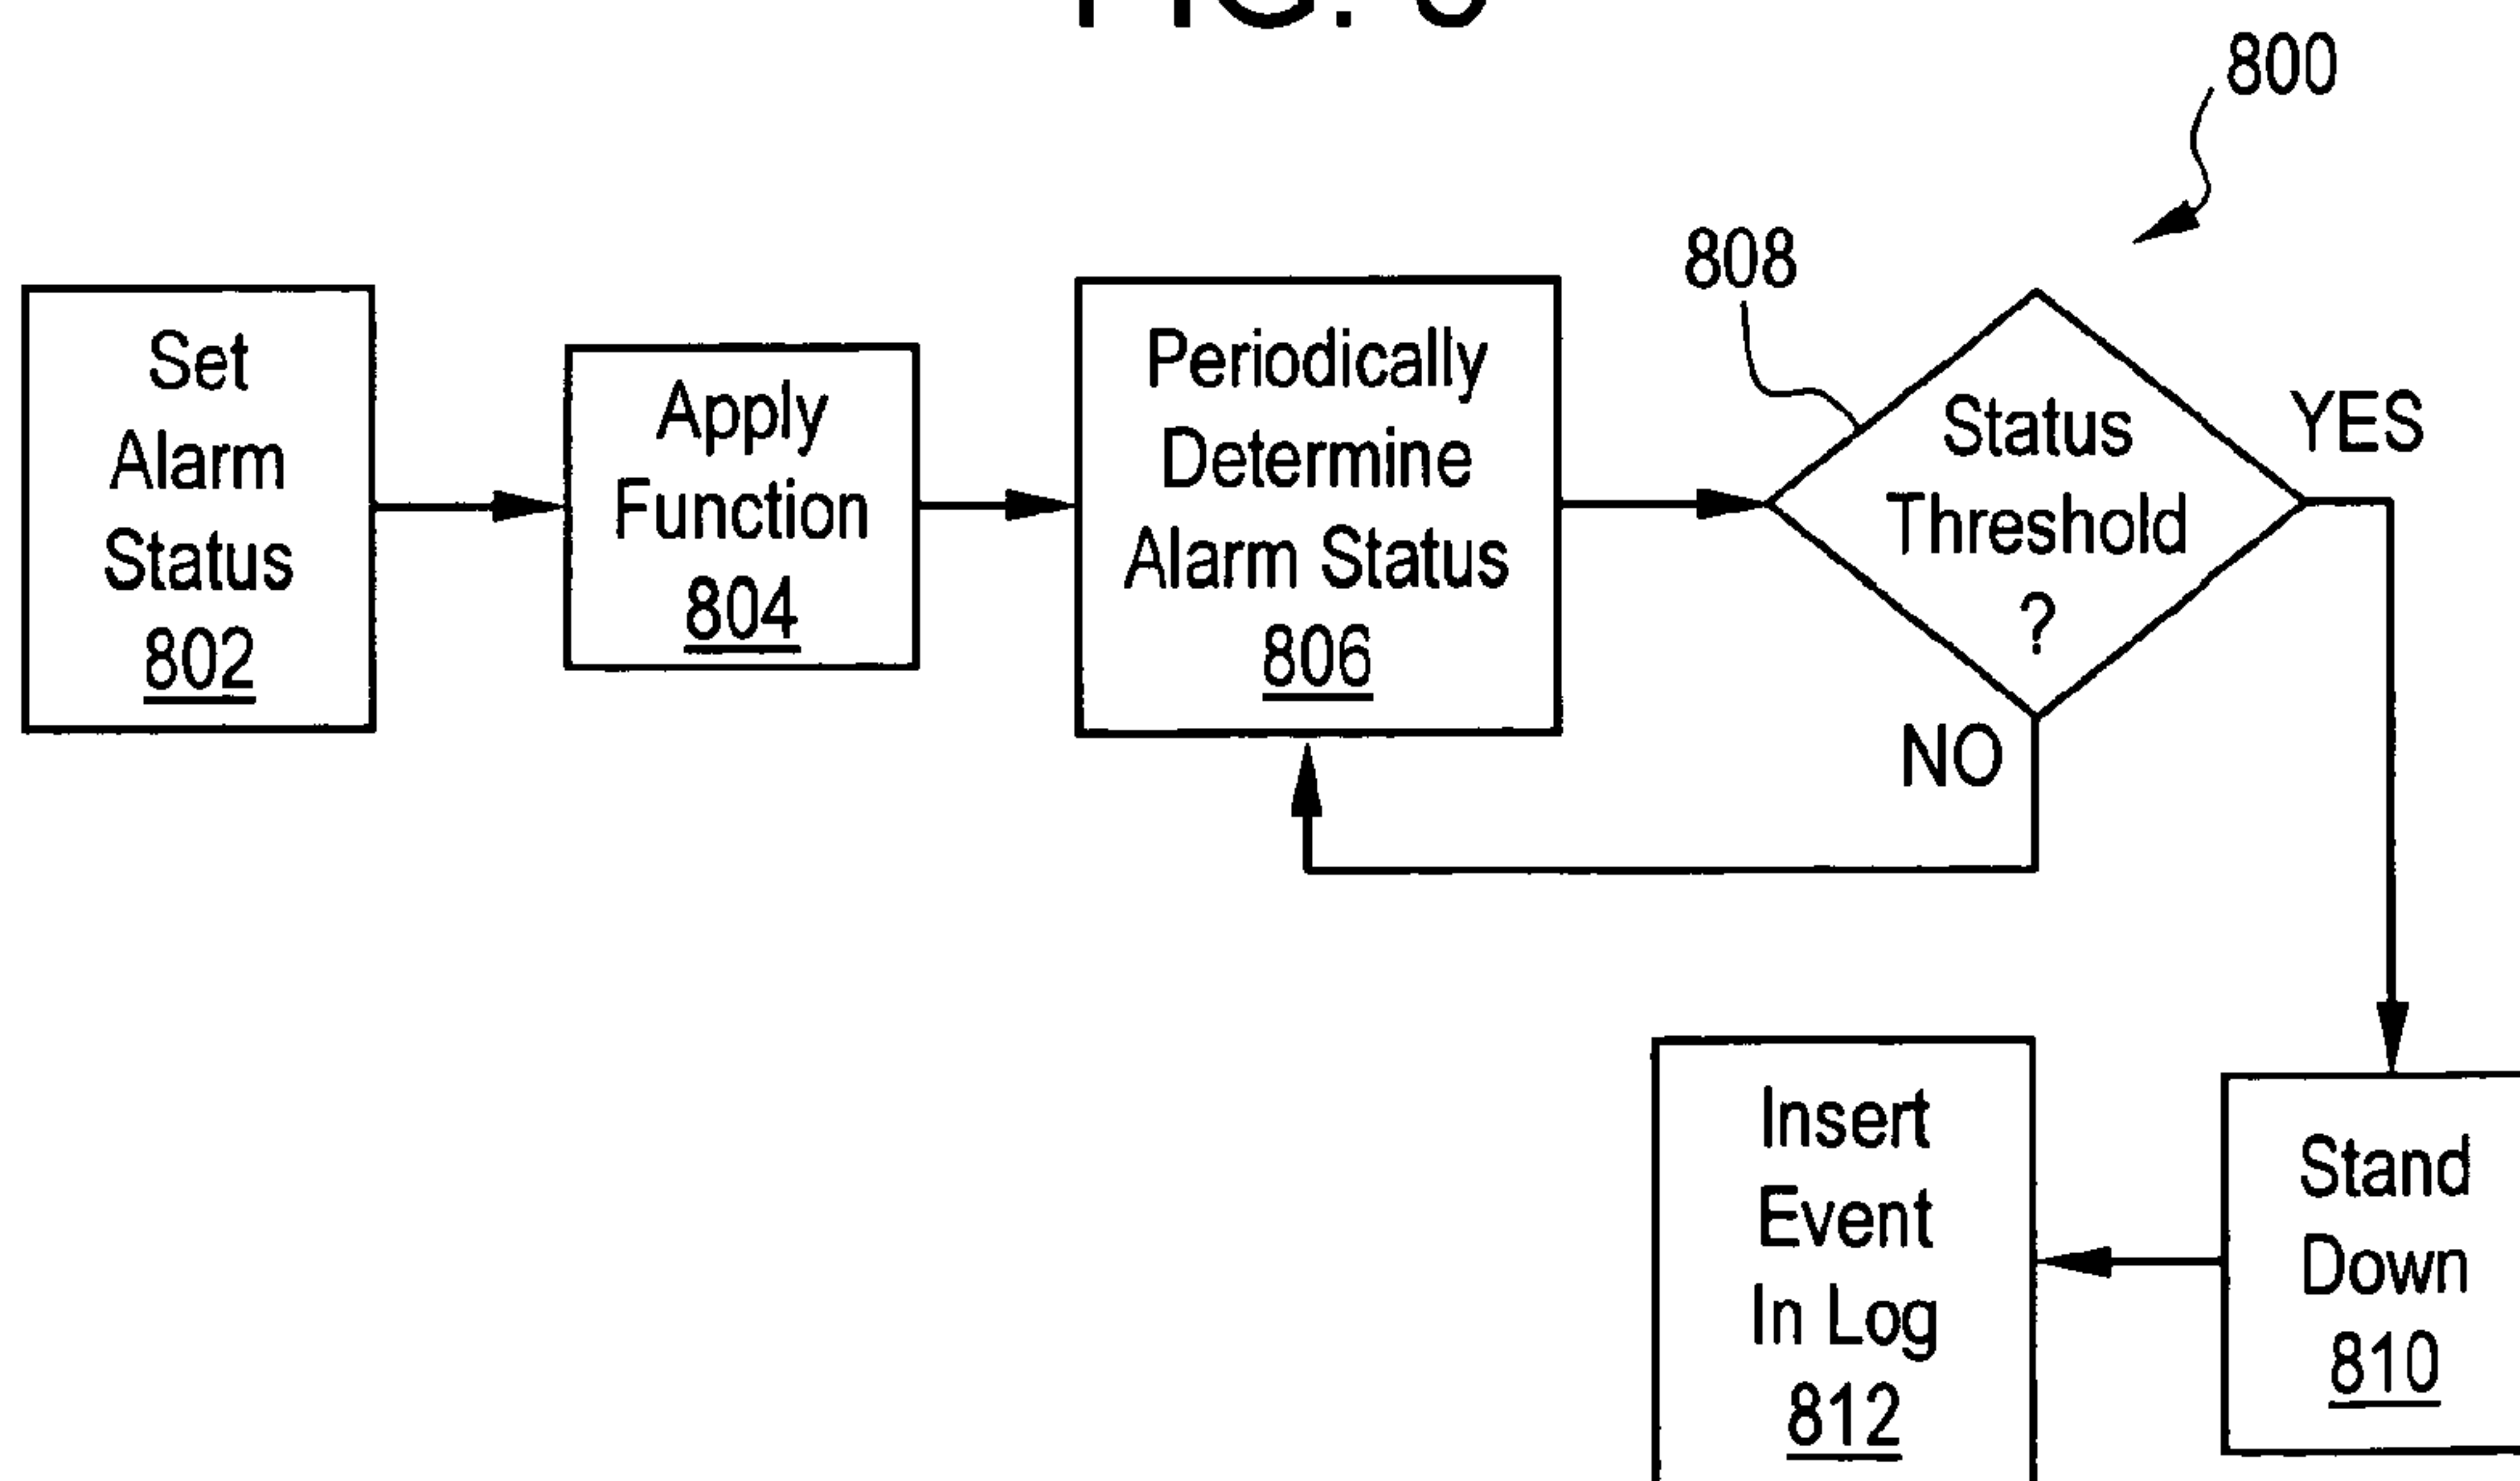 FIG.
800
Set
Alarm
Status
802
Apply
Function
804
Periodically
Determine
Alarm Status
806
808
Status
Threshold
?
YES
NO
Stand
Down
810
Insert
Event
In Log
812